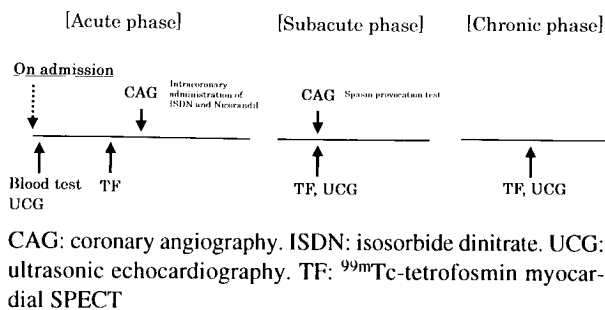 [Acute phase] [Subacute phase] [Chronic phase]
On admission
CAG Intracoronary administration of ISDN and Nicorandil
CAG Spasm provocation test
Blood test
UCG
TF
TF, UCG
TF, UCG
CAG: coronary angiography. ISDN: isosorbide dinitrate. UCG:
ultrasonic echocardiography. TF: ⁹⁹ᵐTc-tetrofosmin myocar-
dial SPECT